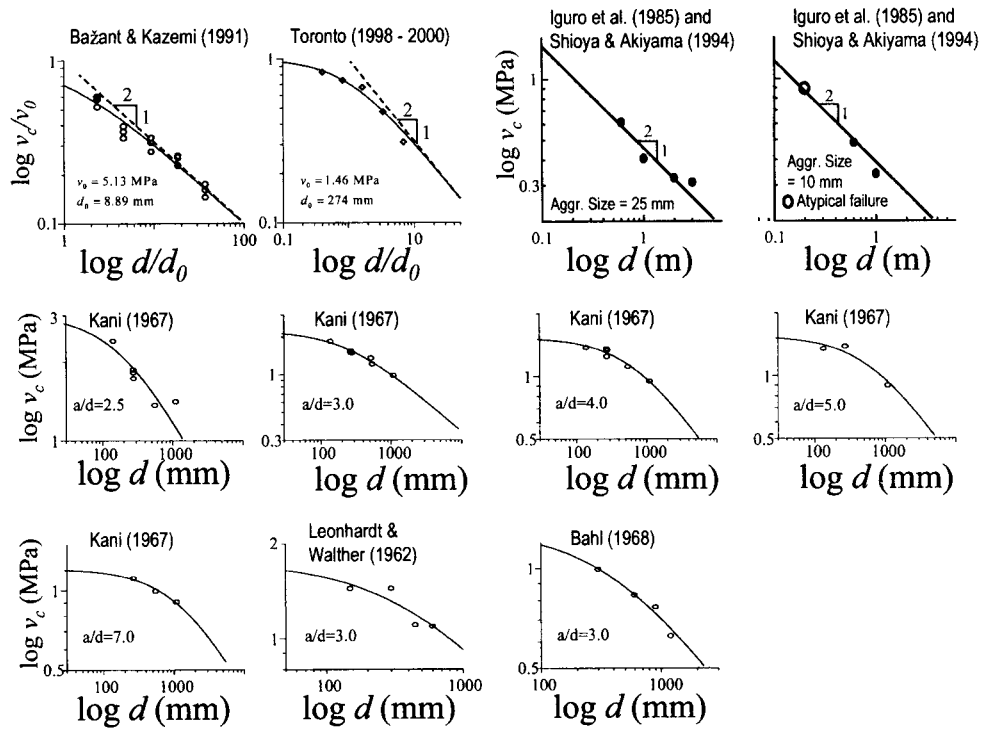 Bažant & Kazemi (1991)
log v_c/v_0
1
0.1
2
1
v_0 = 5.13 MPa
d_0 = 8.89 mm
1
10
100
log d/d_0
Toronto (1998 - 2000)
1
0.1
2
1
v_0 = 1.46 MPa
d_0 = 274 mm
0.1
1
10
log d/d_0
Iguro et al. (1985) and
Shioya & Akiyama (1994)
log v_c (MPa)
1
0.3
2
1
Aggr. Size = 25 mm
0.1
1
log d (m)
Iguro et al. (1985) and
Shioya & Akiyama (1994)
2
1
Aggr. Size
= 10 mm
Atypical failure
0.1
1
log d (m)
Kani (1967)
log v_c (MPa)
3
1
a/d=2.5
100
1000
log d (mm)
Kani (1967)
1
0.3
a/d=3.0
100
1000
log d (mm)
Kani (1967)
1
0.5
a/d=4.0
100
1000
log d (mm)
Kani (1967)
1
0.5
a/d=5.0
100
1000
log d (mm)
Kani (1967)
log v_c (MPa)
1
0.5
a/d=7.0
100
1000
log d (mm)
Leonhardt &
Walther (1962)
2
1
a/d=3.0
100
1000
log d (mm)
Bahl (1968)
1
0.5
a/d=3.0
100
1000
log d (mm)